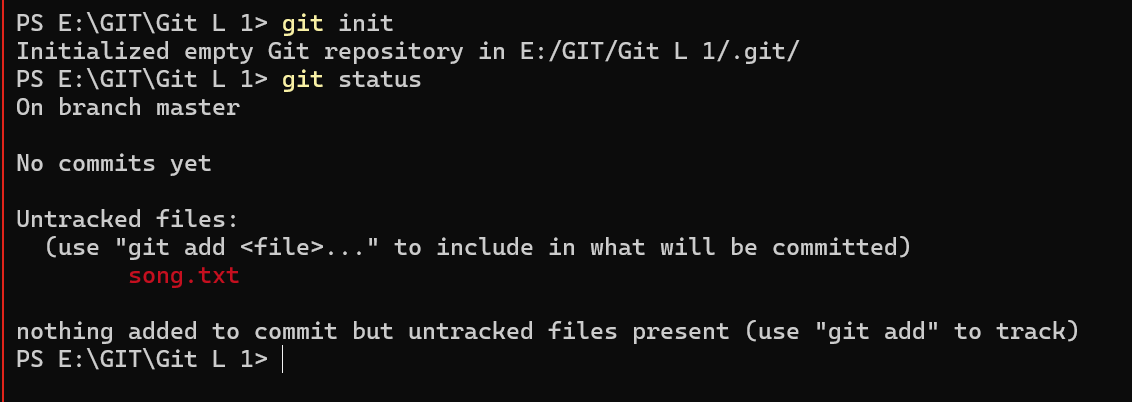 PS E:\GIT\Git L 1> git init
Initialized empty Git repository in E:/GIT/Git L 1/.git/
PS E:\GIT\Git L 1> git status
On branch master
No commits yet
Untracked files:
  (use "git add <file>..." to include in what will be committed)
        song.txt
nothing added to commit but untracked files present (use "git add" to track)
PS E:\GIT\Git L 1>